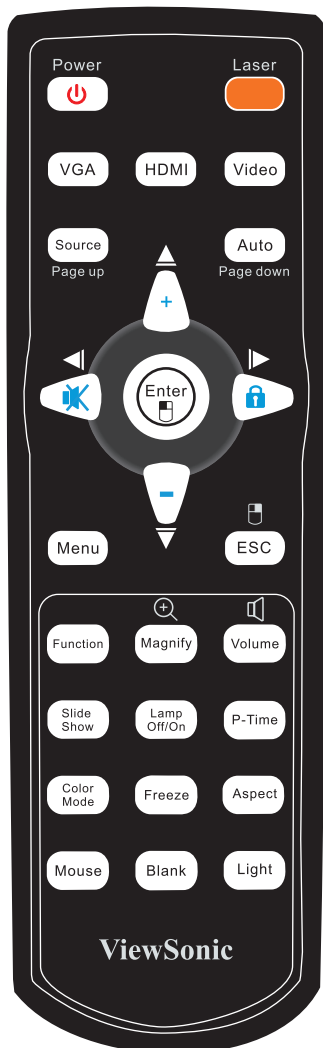 Power
Laser
VGA
HDMI
Video
Source
Auto
Page up
Page down
+
Enter
-
Menu
ESC
Function
Magnify
Volume
Slide
Show
Lamp
Off/On
P-Time
Color
Mode
Freeze
Aspect
Mouse
Blank
Light
ViewSonic